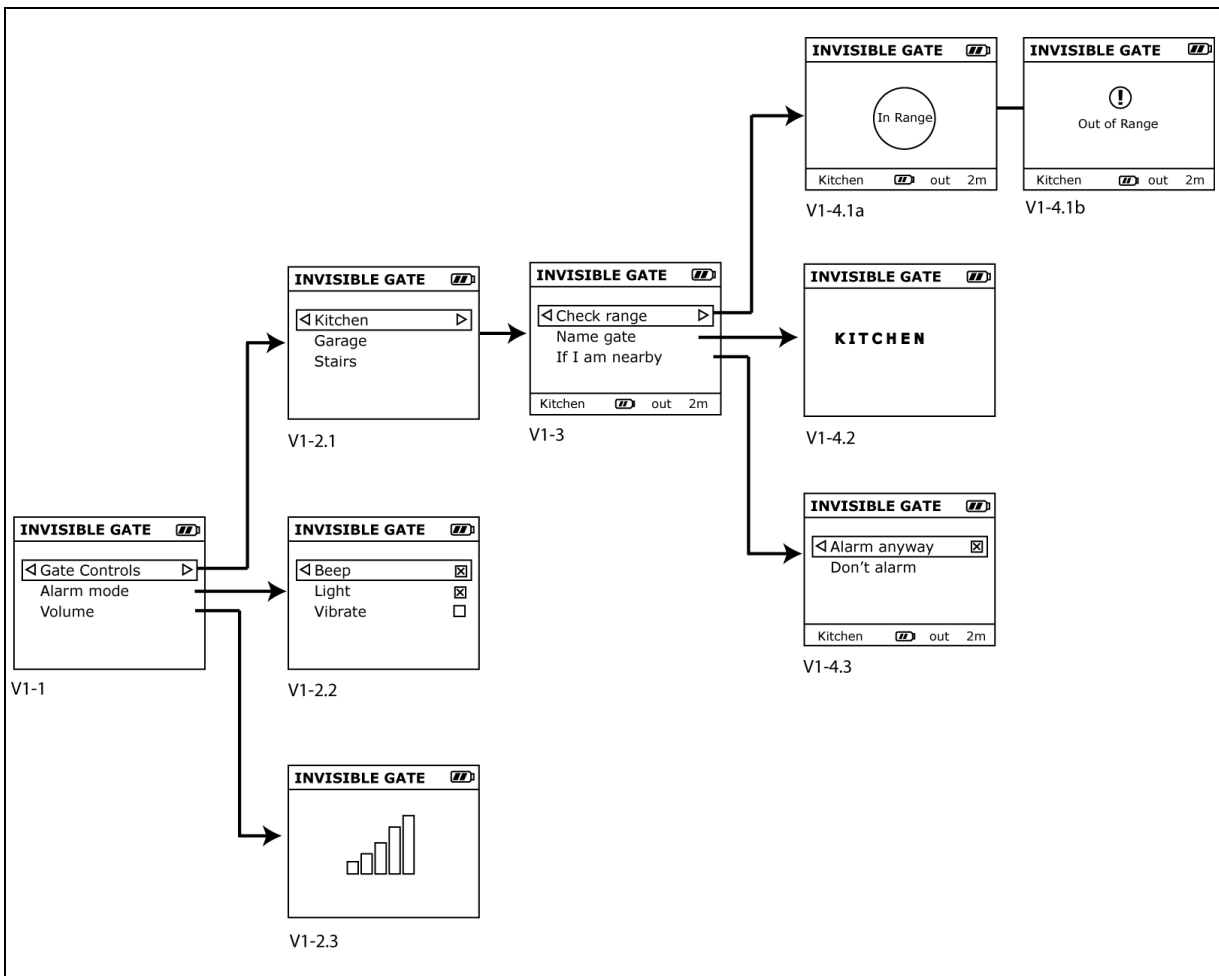 INVISIBLE GATE
In Range
Kitchen out 2m
V1-4.1a
INVISIBLE GATE
!
Out of Range
Kitchen out 2m
V1-4.1b
INVISIBLE GATE
Kitchen
Garage
Stairs
V1-2.1
INVISIBLE GATE
Check range
Name gate
If I am nearby
Kitchen out 2m
V1-3
INVISIBLE GATE
KITCHEN
V1-4.2
INVISIBLE GATE
Gate Controls
Alarm mode
Volume
V1-1
INVISIBLE GATE
Beep
Light
Vibrate
V1-2.2
INVISIBLE GATE
Alarm anyway
Don't alarm
Kitchen out 2m
V1-4.3
INVISIBLE GATE
V1-2.3